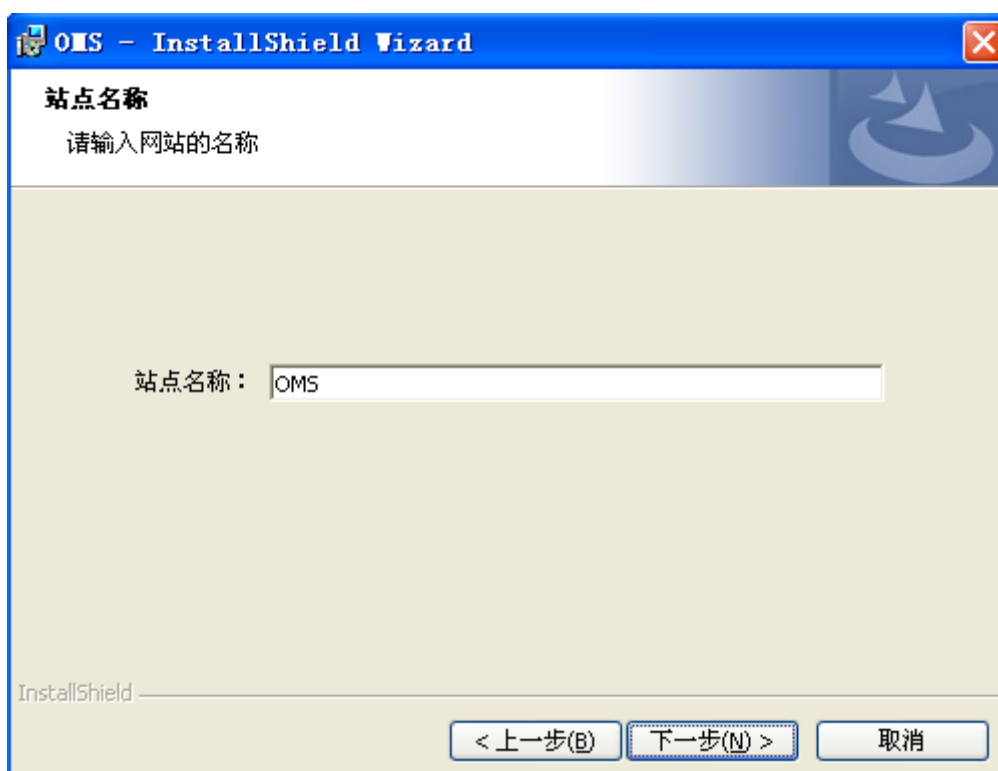 OMS - InstallShield Wizard
站点名称
请输入网站的名称
站点名称： OMS
InstallShield
< 上一步(B) 下一步(N) > 取消